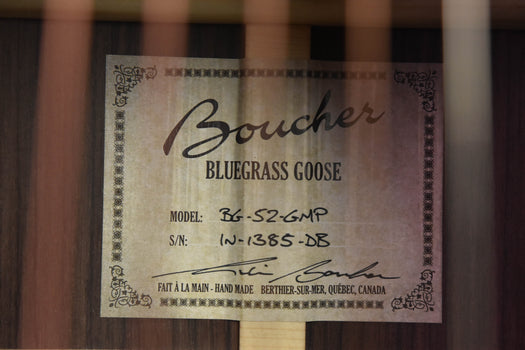 Boucher
BLUEGRASS GOOSE
MODEL: BG-52-GMP
S/N: IN-1385-DB
FAIT À LA MAIN - HAND MADE BERTHIER-SUR-MER, QUÉBEC, CANADA